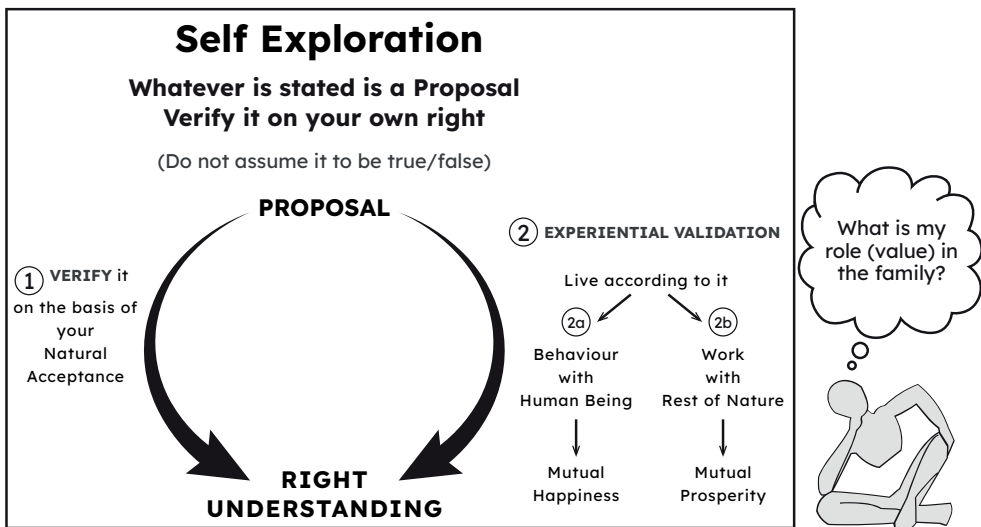 Self Exploration
Whatever is stated is a Proposal
Verify it on your own right
(Do not assume it to be true/false)
PROPOSAL
1 VERIFY it
on the basis of
your
Natural
Acceptance
2 EXPERIENTIAL VALIDATION
Live according to it
2a
Behaviour
with
Human Being
Mutual
Happiness
2b
Work
with
Rest of Nature
Mutual
Prosperity
RIGHT
UNDERSTANDING
What is my
role (value) in
the family?